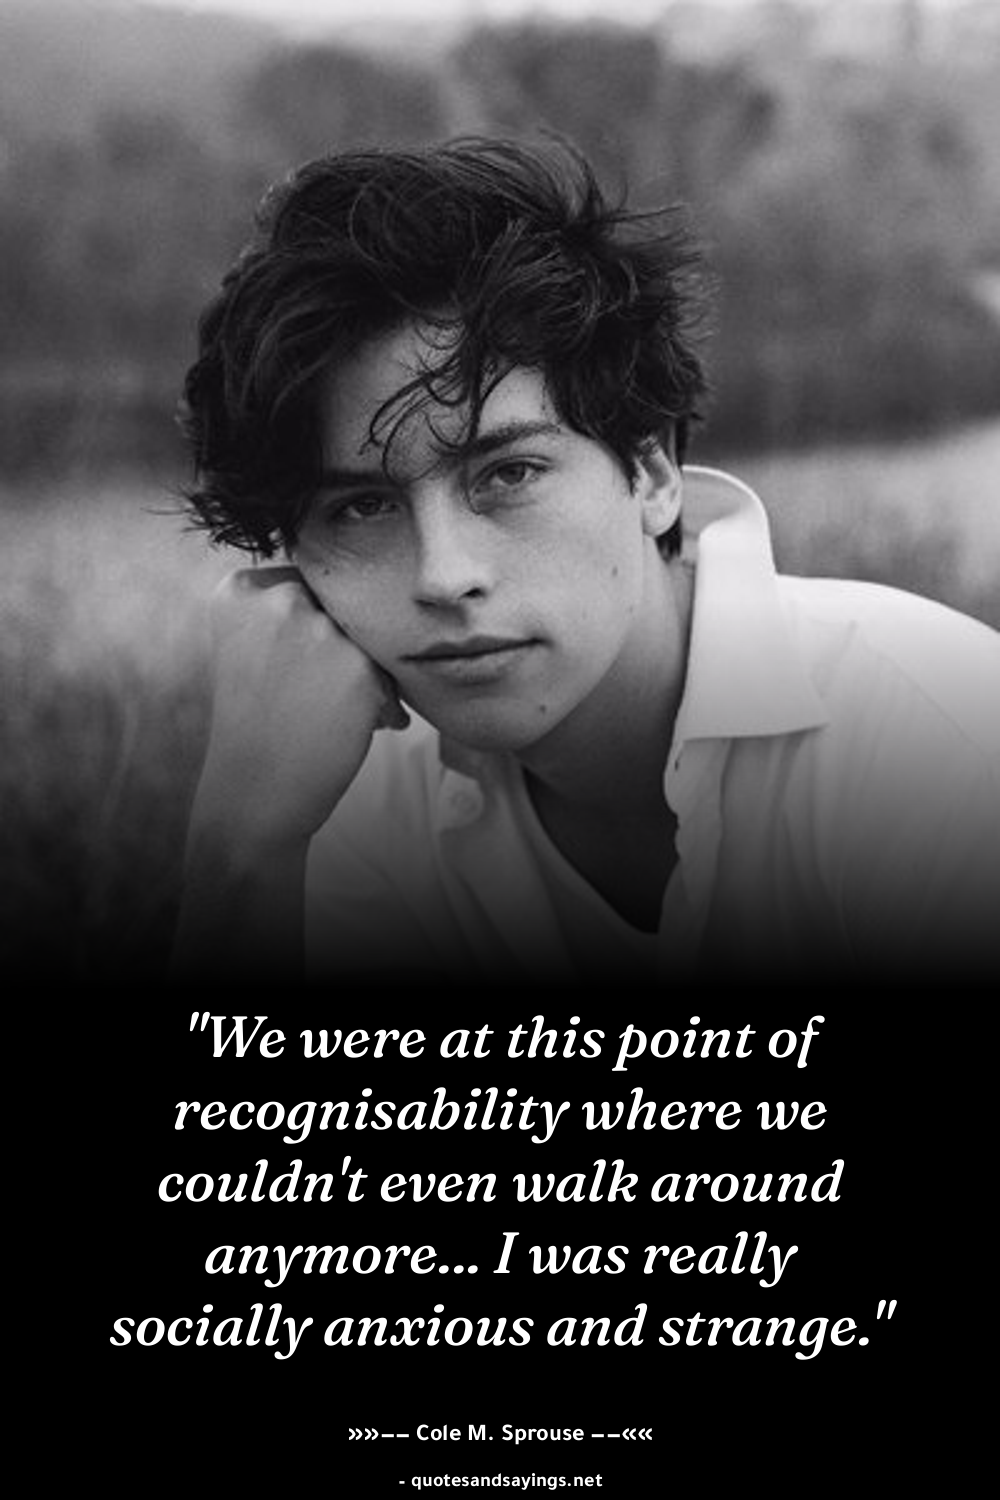 "We were at this point of
recognisability where we
couldn't even walk around
anymore... I was really
socially anxious and strange."
»»–– Cole M. Sprouse ––««
- quotesandsayings.net